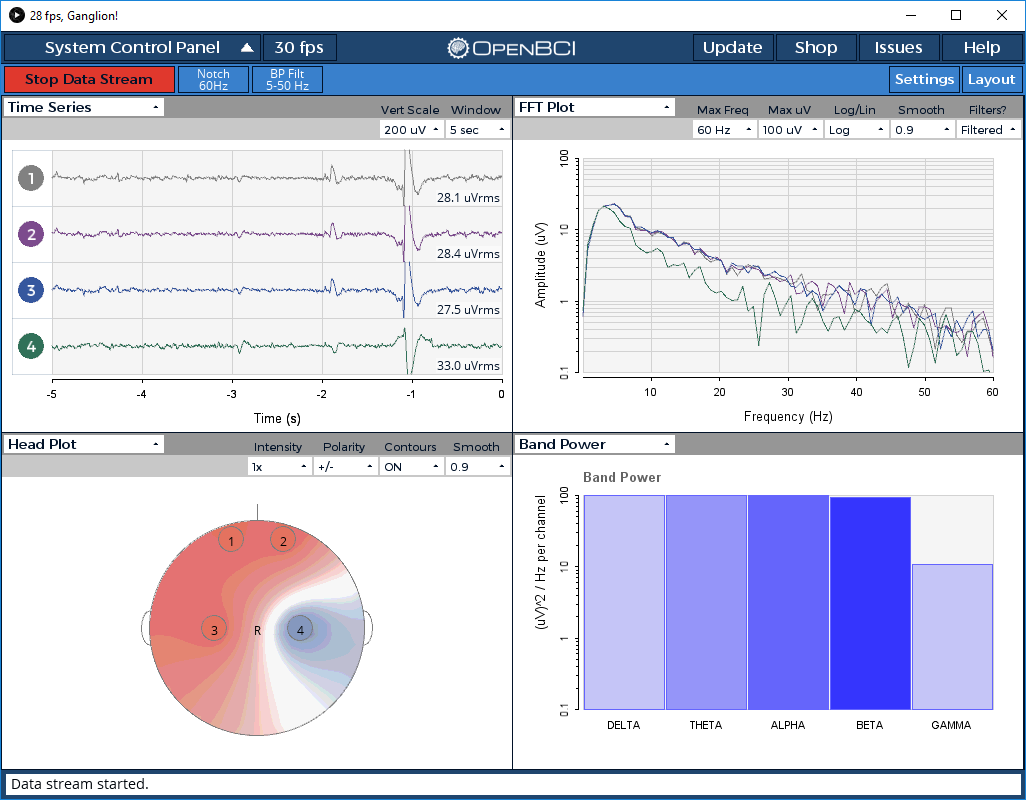 28 fps, Ganglion!
System Control Panel 30 fps OpenBCI Update Shop Issues Help
Stop Data Stream Notch 60Hz BP Filt 5-50 Hz Settings Layout
Time Series
Vert Scale Window
200 uV 5 sec
1 28.1 uVrms
2 28.4 uVrms
3 27.5 uVrms
4 33.0 uVrms
-5 -4 -3 -2 -1 0
Time (s)
FFT Plot
Max Freq Max uV Log/Lin Smooth Filters?
60 Hz 100 uV Log 0.9 Filtered
Amplitude (uV)
100
10
1
0.1
10 20 30 40 50 60
Frequency (Hz)
Head Plot
Intensity Polarity Contours Smooth
1x +/- ON 0.9
1 2
3 R 4
Band Power
Band Power
(uV)^2 / Hz per channel
100
10
1
0.1
DELTA THETA ALPHA BETA GAMMA
Data stream started.